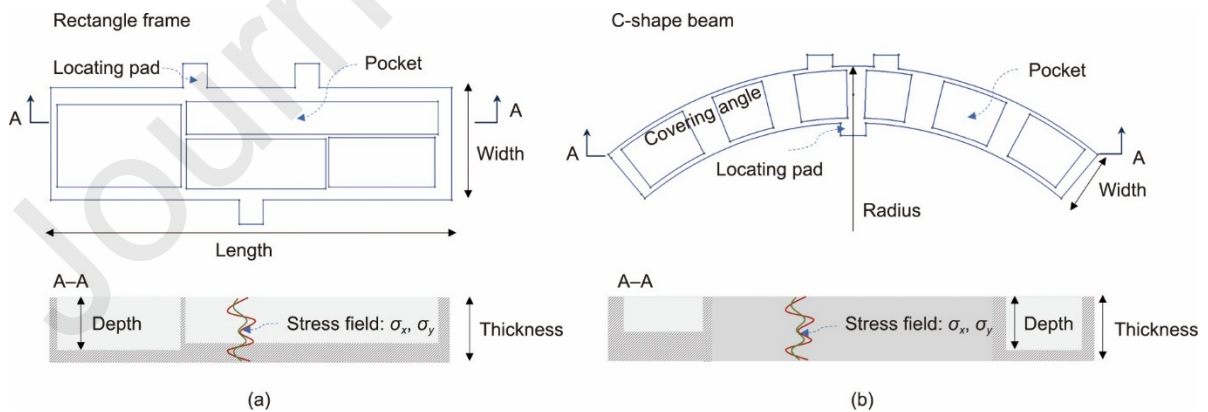 Rectangle frame
Locating pad
Pocket
A
A
Width
Length
A–A
Depth
Stress field: σx, σy
Thickness
(a)
C-shape beam
Pocket
Covering angle
A
A
Locating pad
Width
Radius
A–A
Stress field: σx, σy
Depth
Thickness
(b)
Journ